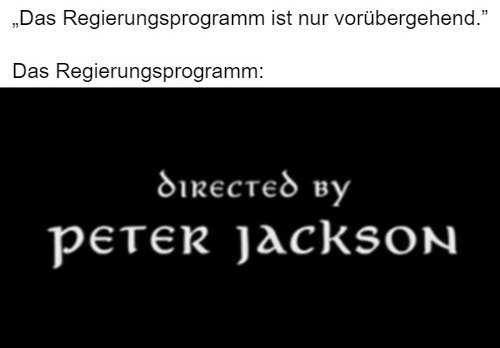 „Das Regierungsprogramm ist nur vorübergehend.”
Das Regierungsprogramm:
DIRECTED BY
PETER JACKSON